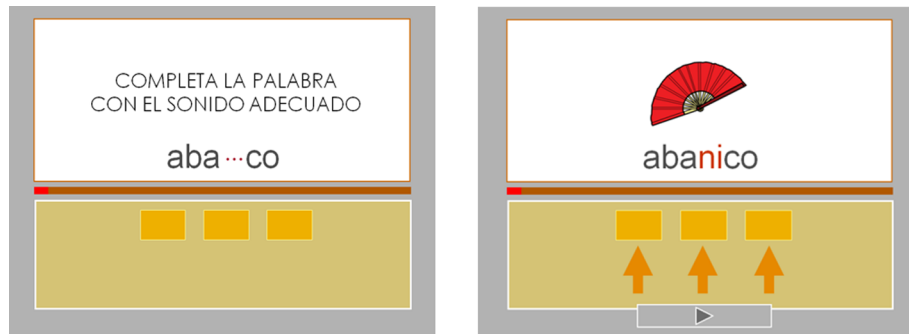 COMPLETA LA PALABRA
CON EL SONIDO ADECUADO
aba ... co
abanico